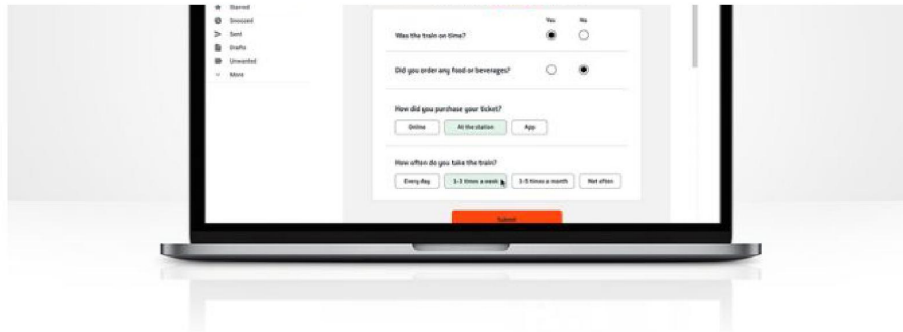 Starred
Snoozed
Sent
Drafts
Unwanted
More
Yes No
Was the train on time?
Did you order any food or beverages?
How did you purchase your ticket?
Online At the station App
How often do you take the train?
Every day 1-3 times a week 1-5 times a month Not often
Submit